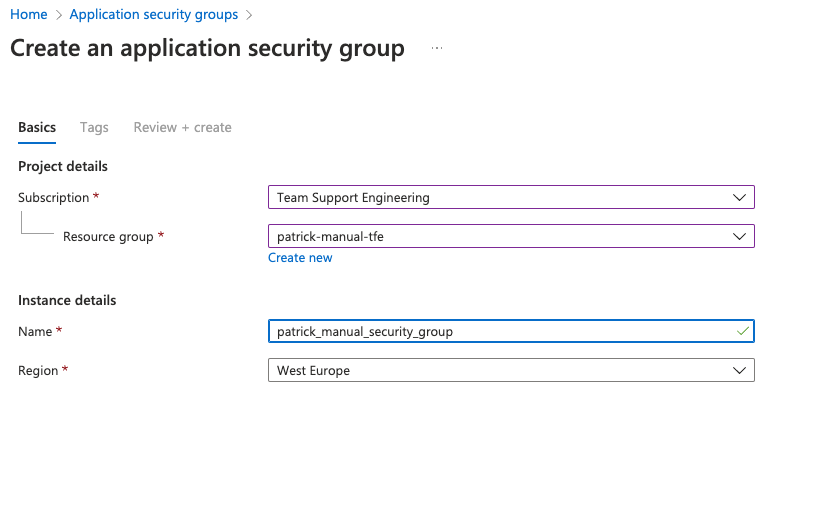 Home > Application security groups >
Create an application security group ...
Basics Tags Review + create
Project details
Subscription * Team Support Engineering
Resource group * patrick-manual-tfe
Create new
Instance details
Name * patrick_manual_security_group
Region * West Europe